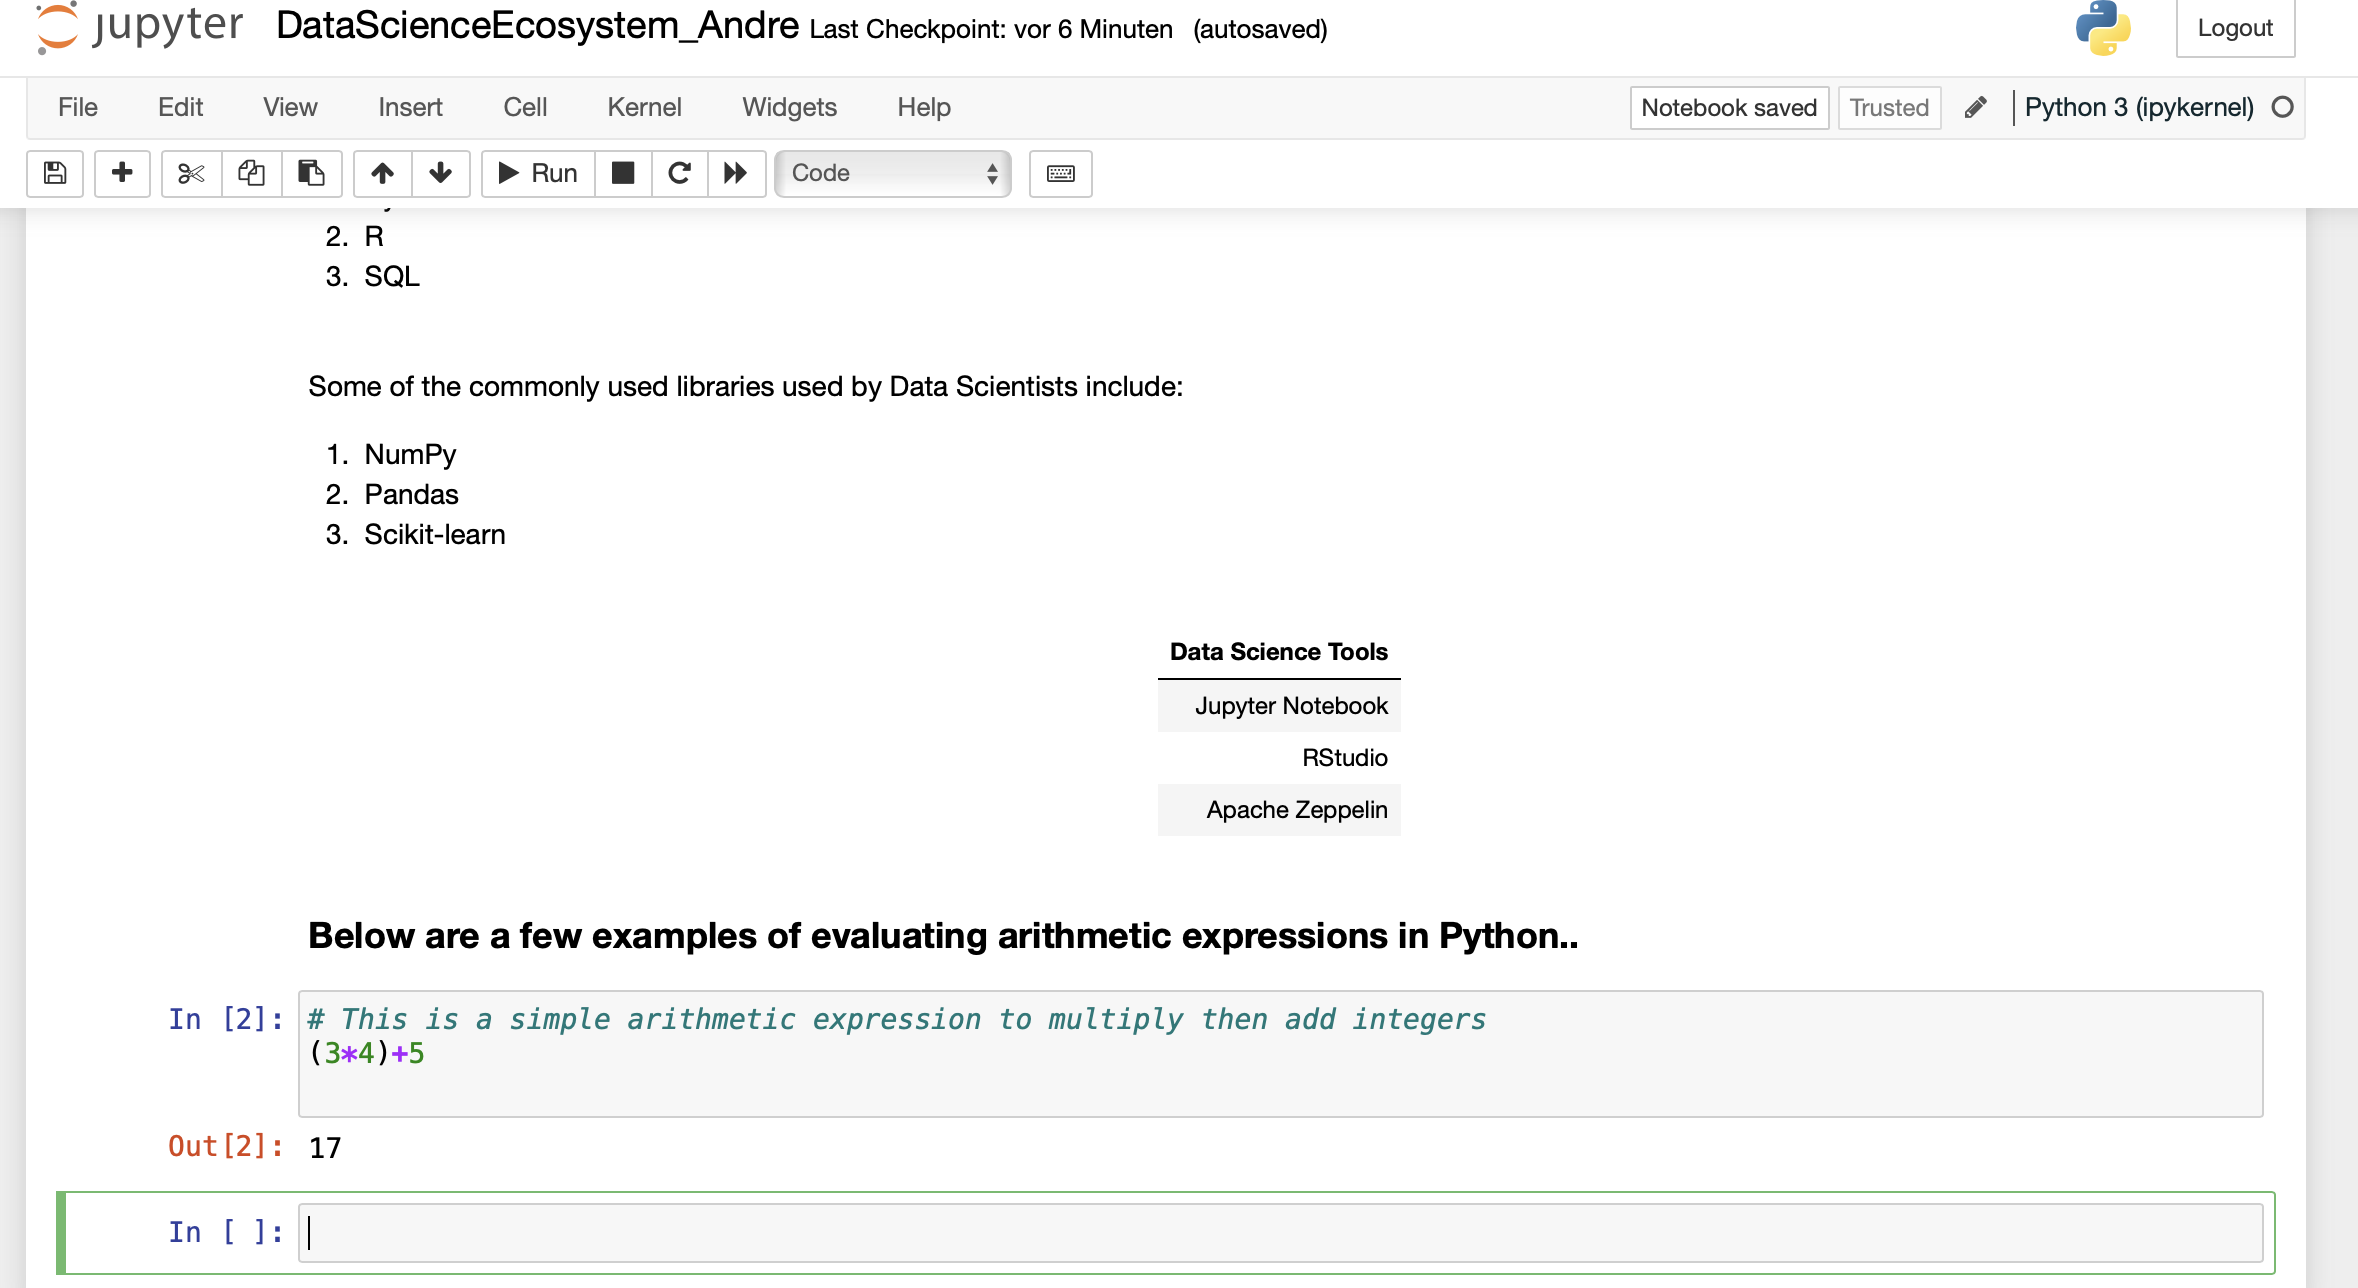 jupyter DataScienceEcosystem_Andre Last Checkpoint: vor 6 Minuten (autosaved) Logout
File Edit View Insert Cell Kernel Widgets Help Notebook saved Trusted Python 3 (ipykernel)
Run Code
2. R
3. SQL
Some of the commonly used libraries used by Data Scientists include:
1. NumPy
2. Pandas
3. Scikit-learn
Data Science Tools
Jupyter Notebook
RStudio
Apache Zeppelin
Below are a few examples of evaluating arithmetic expressions in Python..
In [2]: # This is a simple arithmetic expression to multiply then add integers
(3*4)+5
Out[2]: 17
In [ ]: